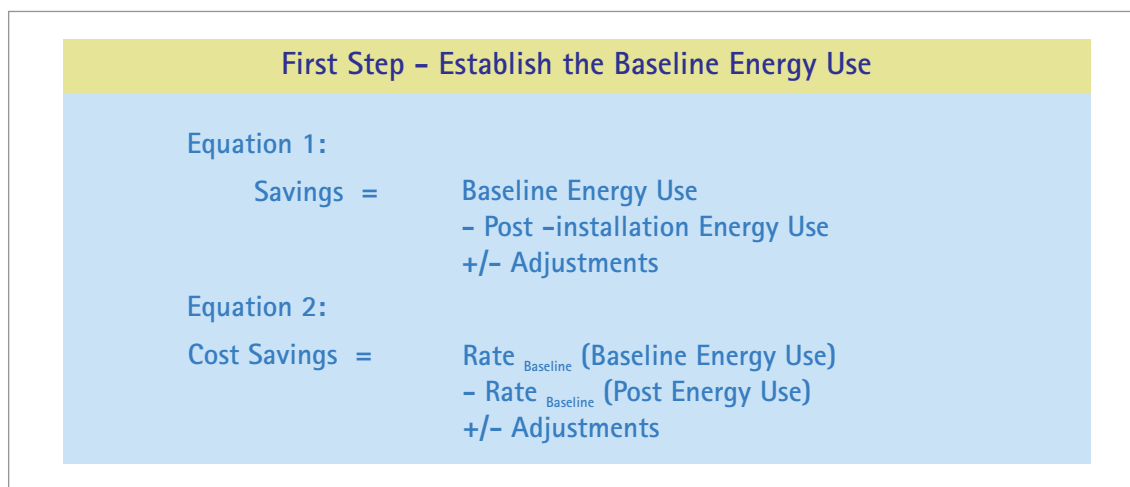 First Step - Establish the Baseline Energy Use
Equation 1:
Savings = Baseline Energy Use
- Post -installation Energy Use
+/- Adjustments
Equation 2:
Cost Savings = Rate Baseline (Baseline Energy Use)
- Rate Baseline (Post Energy Use)
+/- Adjustments